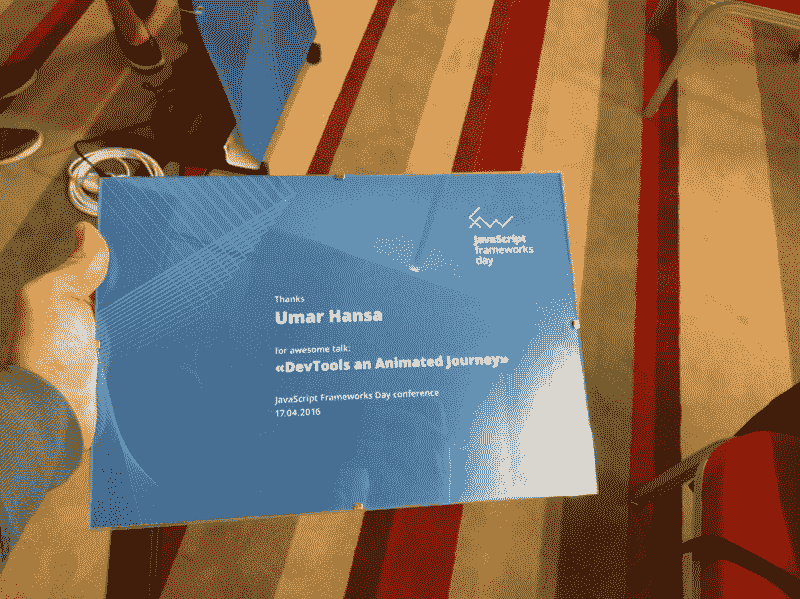 JavaScript
frameworks
day
Thanks
Umar Hansa
for awesome talk:
«DevTools an Animated Journey»
JavaScript Frameworks Day conference
17.04.2016